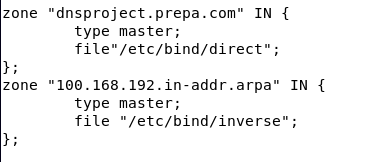 zone "dnsproject.prepa.com" IN {
        type master;
        file"/etc/bind/direct";
};
zone "100.168.192.in-addr.arpa" IN {
        type master;
        file "/etc/bind/inverse";
};